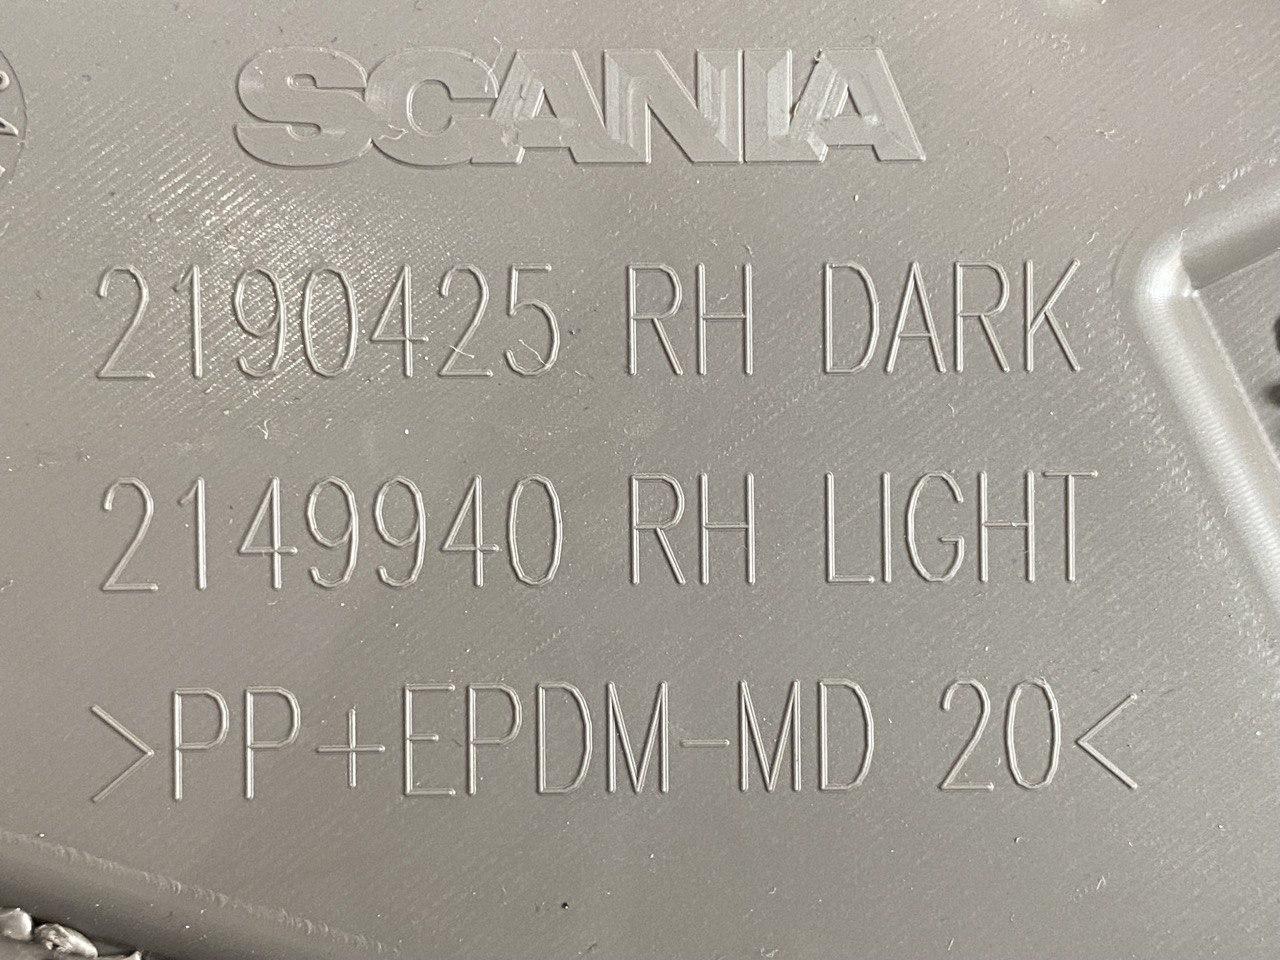 SCANIA
2190425 RH DARK
2149940 RH LIGHT
>PP+EPDM-MD 20<